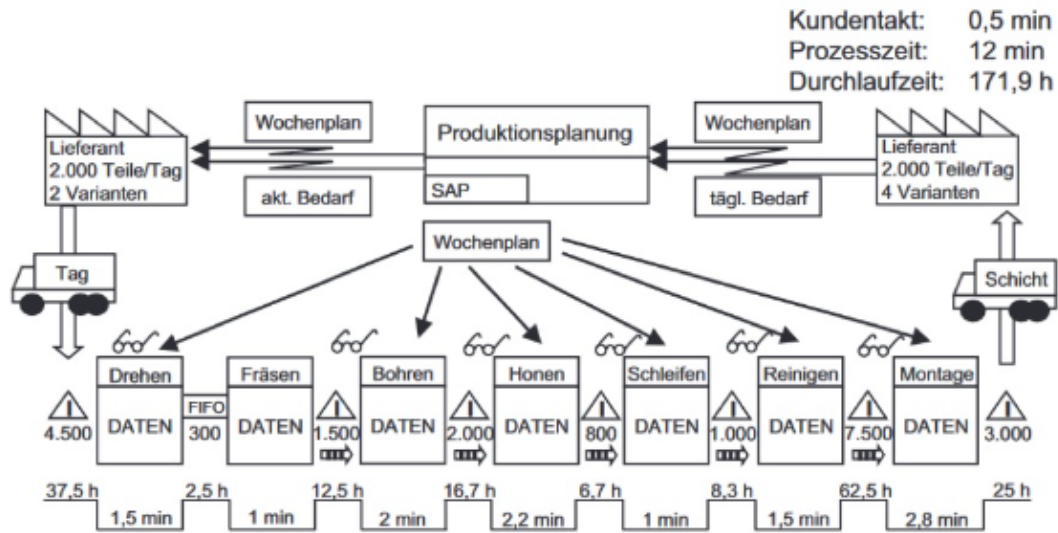 Kundentakt: 0,5 min
Prozesszeit: 12 min
Durchlaufzeit: 171,9 h
Lieferant
2.000 Teile/Tag
2 Varianten
Wochenplan
akt. Bedarf
Produktionsplanung
SAP
Wochenplan
tägl. Bedarf
Lieferant
2.000 Teile/Tag
4 Varianten
Wochenplan
Tag
Schicht
Drehen Fräsen Bohren Honen Schleifen Reinigen Montage
I FIFO I I I I I I
4.500 DATEN 300 DATEN 1.500 DATEN 2.000 DATEN 800 DATEN 1.000 DATEN 7.500 DATEN 3.000
37,5 h 2,5 h 12,5 h 16,7 h 6,7 h 8,3 h 62,5 h 25 h
1,5 min 1 min 2 min 2,2 min 1 min 1,5 min 2,8 min